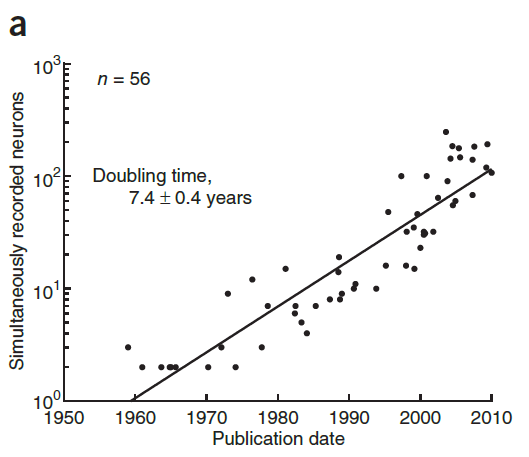 a
10³
n = 56
10²
Doubling time,
7.4 ± 0.4 years
10¹
10⁰
Simultaneously recorded neurons
1950 1960 1970 1980 1990 2000 2010
Publication date